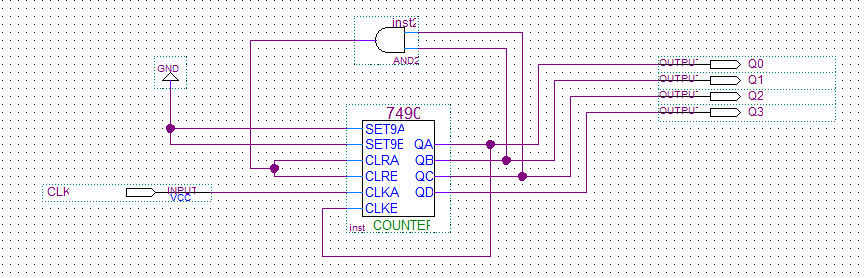 inst2
AND2
GND
OUTPUT Q0
OUTPUT Q1
OUTPUT Q2
OUTPUT Q3
7490
SET9A
SET9B QA
CLRA QB
CLRB QC
CLK INPUT CLKA QD
VCC
CLKB
inst COUNTER